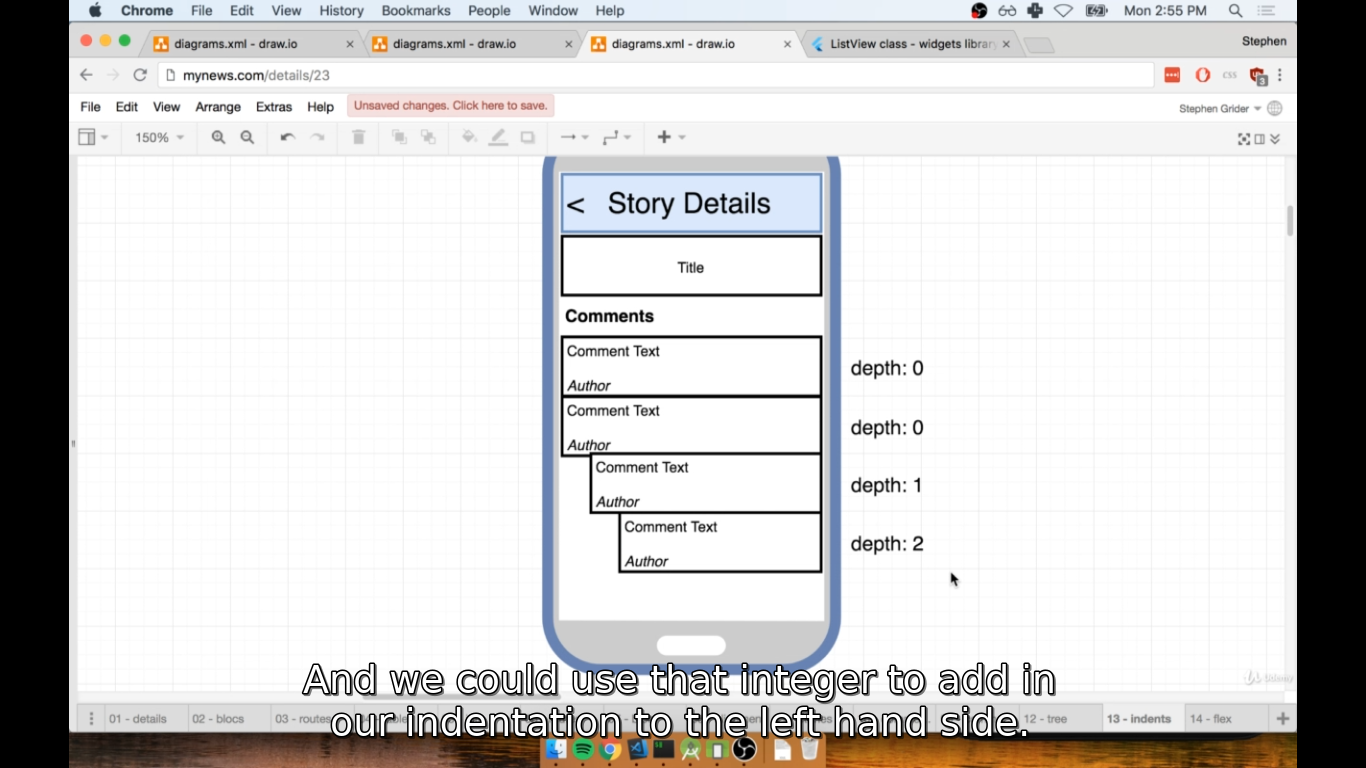 Chrome File Edit View History Bookmarks People Window Help Mon 2:55 PM
diagrams.xml - draw.io diagrams.xml - draw.io diagrams.xml - draw.io ListView class - widgets library Stephen
mynews.com/details/23 css 3
File Edit View Arrange Extras Help Unsaved changes. Click here to save. Stephen Grider
150%
< Story Details
Title
Comments
Comment Text
Author
depth: 0
Comment Text
Author
depth: 0
Comment Text
Author
depth: 1
Comment Text
Author
depth: 2
And we could use that integer to add in
our indentation to the left hand side.
Udemy
01 - details 02 - blocs 03 - routes 12 - tree 13 - indents 14 - flex